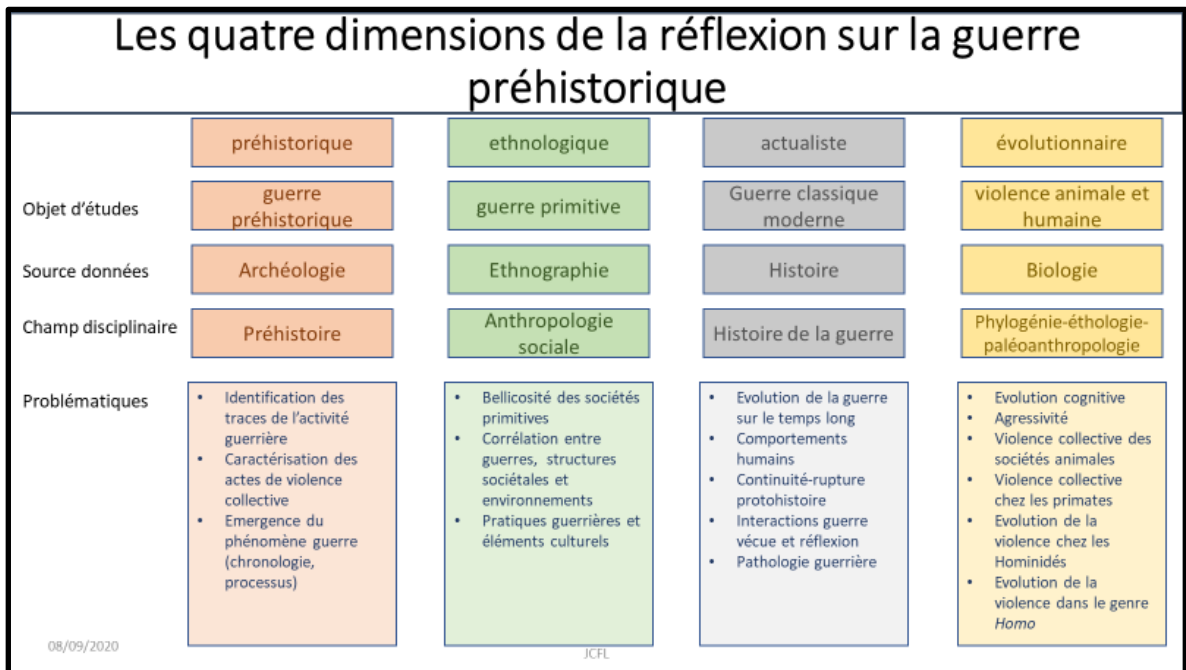 Les quatre dimensions de la réflexion sur la guerre
préhistorique
préhistorique
ethnologique
actualiste
évolutionnaire
Objet d'études
guerre
préhistorique
guerre primitive
Guerre classique
moderne
violence animale et
humaine
Source données
Archéologie
Ethnographie
Histoire
Biologie
Champ disciplinaire
Préhistoire
Anthropologie
sociale
Histoire de la guerre
Phylogénie-éthologie-
paléoanthropologie
Problématiques
• Identification des
traces de l'activité
guerrière
• Caractérisation des
actes de violence
collective
• Emergence du
phénomène guerre
(chronologie,
processus)
• Bellicosité des sociétés
primitives
• Corrélation entre
guerres, structures
sociétales et
environnements
• Pratiques guerrières et
éléments culturels
• Evolution de la guerre
sur le temps long
• Comportements
humains
• Continuité-rupture
protohistoire
• Interactions guerre
vécue et réflexion
• Pathologie guerrière
• Evolution cognitive
• Agressivité
• Violence collective des
sociétés animales
• Violence collective
chez les primates
• Evolution de la
violence chez les
Hominidés
• Evolution de la
violence dans le genre
Homo
08/09/2020
JCFL